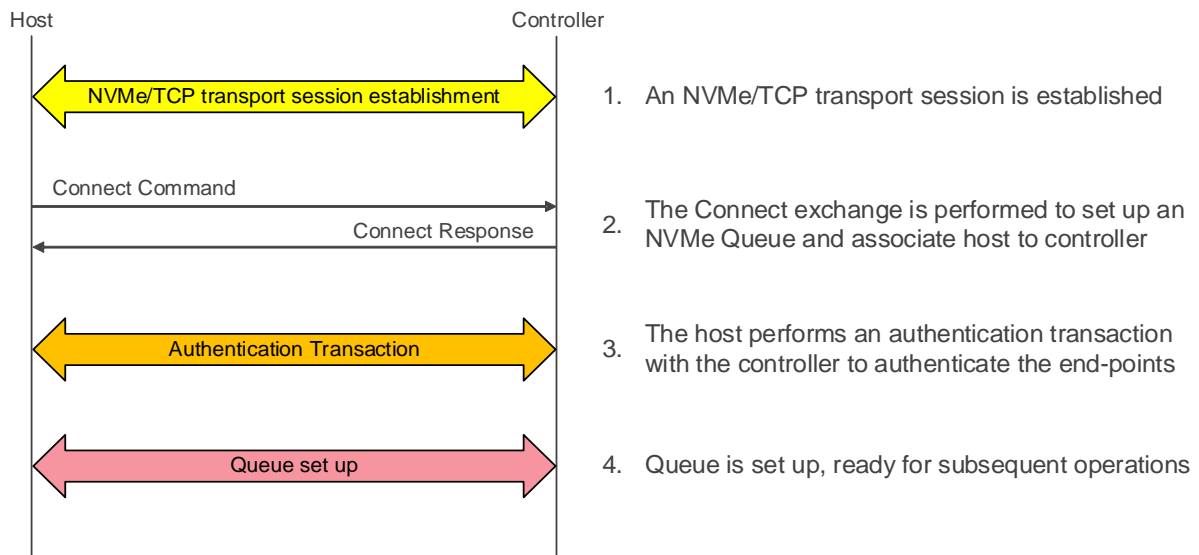 Host
Controller
NVMe/TCP transport session establishment
1. An NVMe/TCP transport session is established
Connect Command
Connect Response
2. The Connect exchange is performed to set up an
NVMe Queue and associate host to controller
Authentication Transaction
3. The host performs an authentication transaction
with the controller to authenticate the end-points
Queue set up
4. Queue is set up, ready for subsequent operations